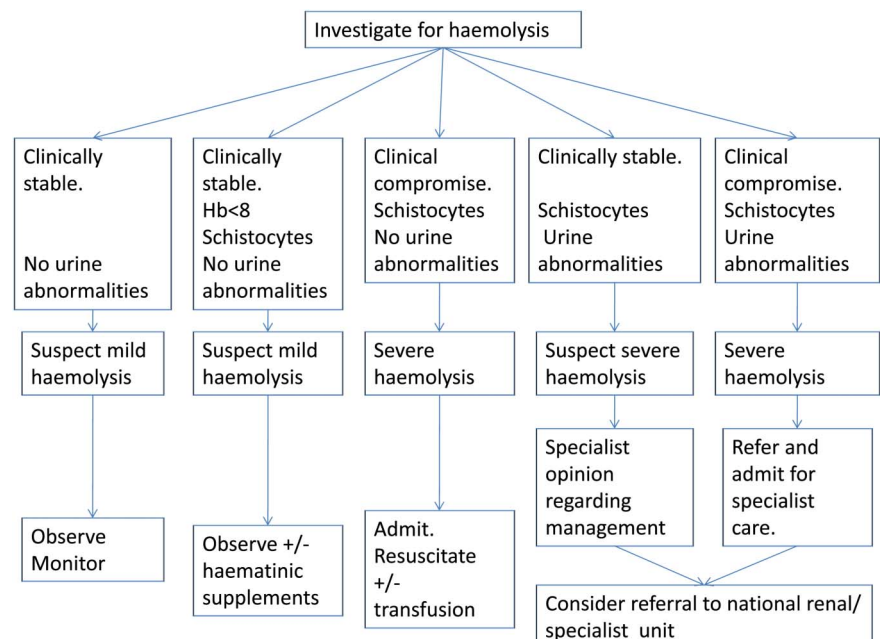 Investigate for haemolysis
Clinically
stable.
No urine
abnormalities
Clinically
stable.
Hb<8
Schistocytes
No urine
abnormalities
Clinical
compromise.
Schistocytes
No urine
abnormalities
Clinically stable.
Schistocytes
Urine
abnormalities
Clinical
compromise.
Schistocytes
Urine
abnormalities
Suspect mild
haemolysis
Suspect mild
haemolysis
Severe
haemolysis
Suspect severe
haemolysis
Severe
haemolysis
Observe
Monitor
Observe +/-
haematinic
supplements
Admit.
Resuscitate
+/-
transfusion
Specialist
opinion
regarding
management
Refer and
admit for
specialist
care.
Consider referral to national renal/
specialist unit